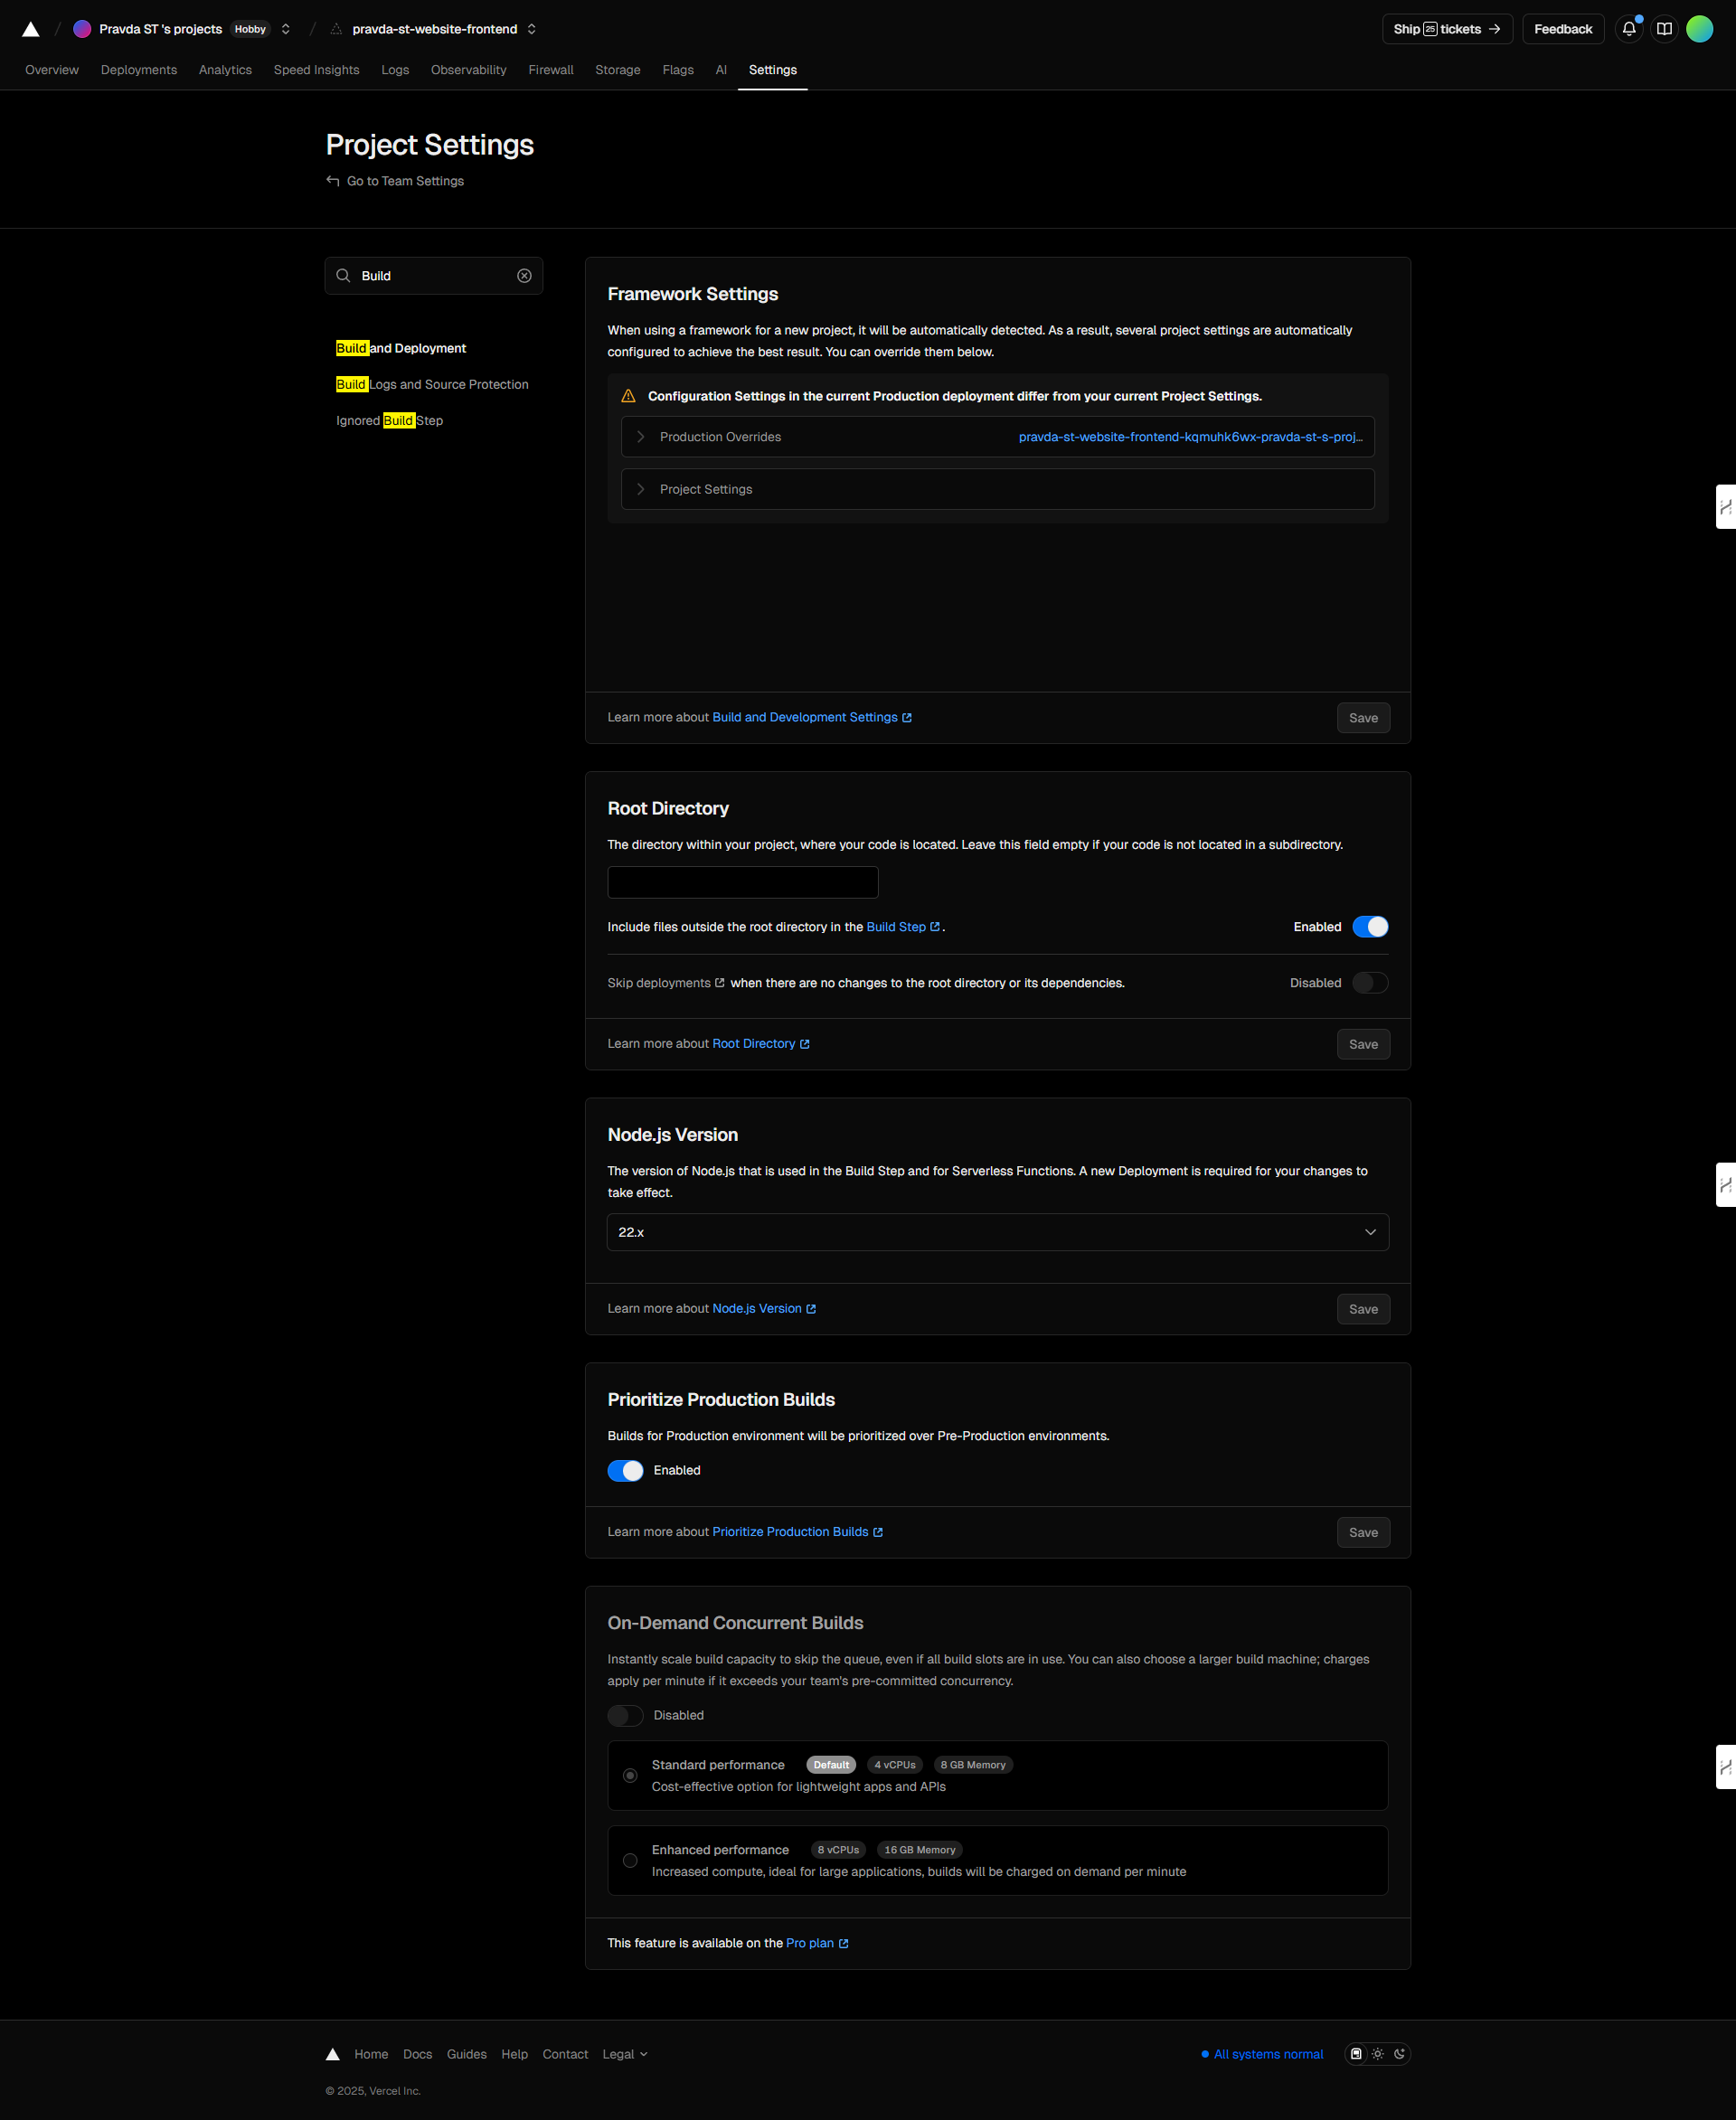 Pravda ST 's projects Hobby
pravda-st-website-frontend
Ship 25 tickets →
Feedback
Overview Deployments Analytics Speed Insights Logs Observability Firewall Storage Flags AI Settings
Project Settings
Go to Team Settings
Build
Build and Deployment
Build Logs and Source Protection
Ignored Build Step
Framework Settings
When using a framework for a new project, it will be automatically detected. As a result, several project settings are automatically
configured to achieve the best result. You can override them below.
Configuration Settings in the current Production deployment differ from your current Project Settings.
Production Overrides pravda-st-website-frontend-kqmuhk6wx-pravda-st-s-proj...
Project Settings
Learn more about Build and Development Settings
Save
Root Directory
The directory within your project, where your code is located. Leave this field empty if your code is not located in a subdirectory.
Include files outside the root directory in the Build Step .
Enabled
Skip deployments when there are no changes to the root directory or its dependencies.
Disabled
Learn more about Root Directory
Save
Node.js Version
The version of Node.js that is used in the Build Step and for Serverless Functions. A new Deployment is required for your changes to
take effect.
22.x
Learn more about Node.js Version
Save
Prioritize Production Builds
Builds for Production environment will be prioritized over Pre-Production environments.
Enabled
Learn more about Prioritize Production Builds
Save
On-Demand Concurrent Builds
Instantly scale build capacity to skip the queue, even if all build slots are in use. You can also choose a larger build machine; charges
apply per minute if it exceeds your team's pre-committed concurrency.
Disabled
Standard performance Default 4 vCPUs 8 GB Memory
Cost-effective option for lightweight apps and APIs
Enhanced performance 8 vCPUs 16 GB Memory
Increased compute, ideal for large applications, builds will be charged on demand per minute
This feature is available on the Pro plan
Home Docs Guides Help Contact Legal
All systems normal
© 2025, Vercel Inc.